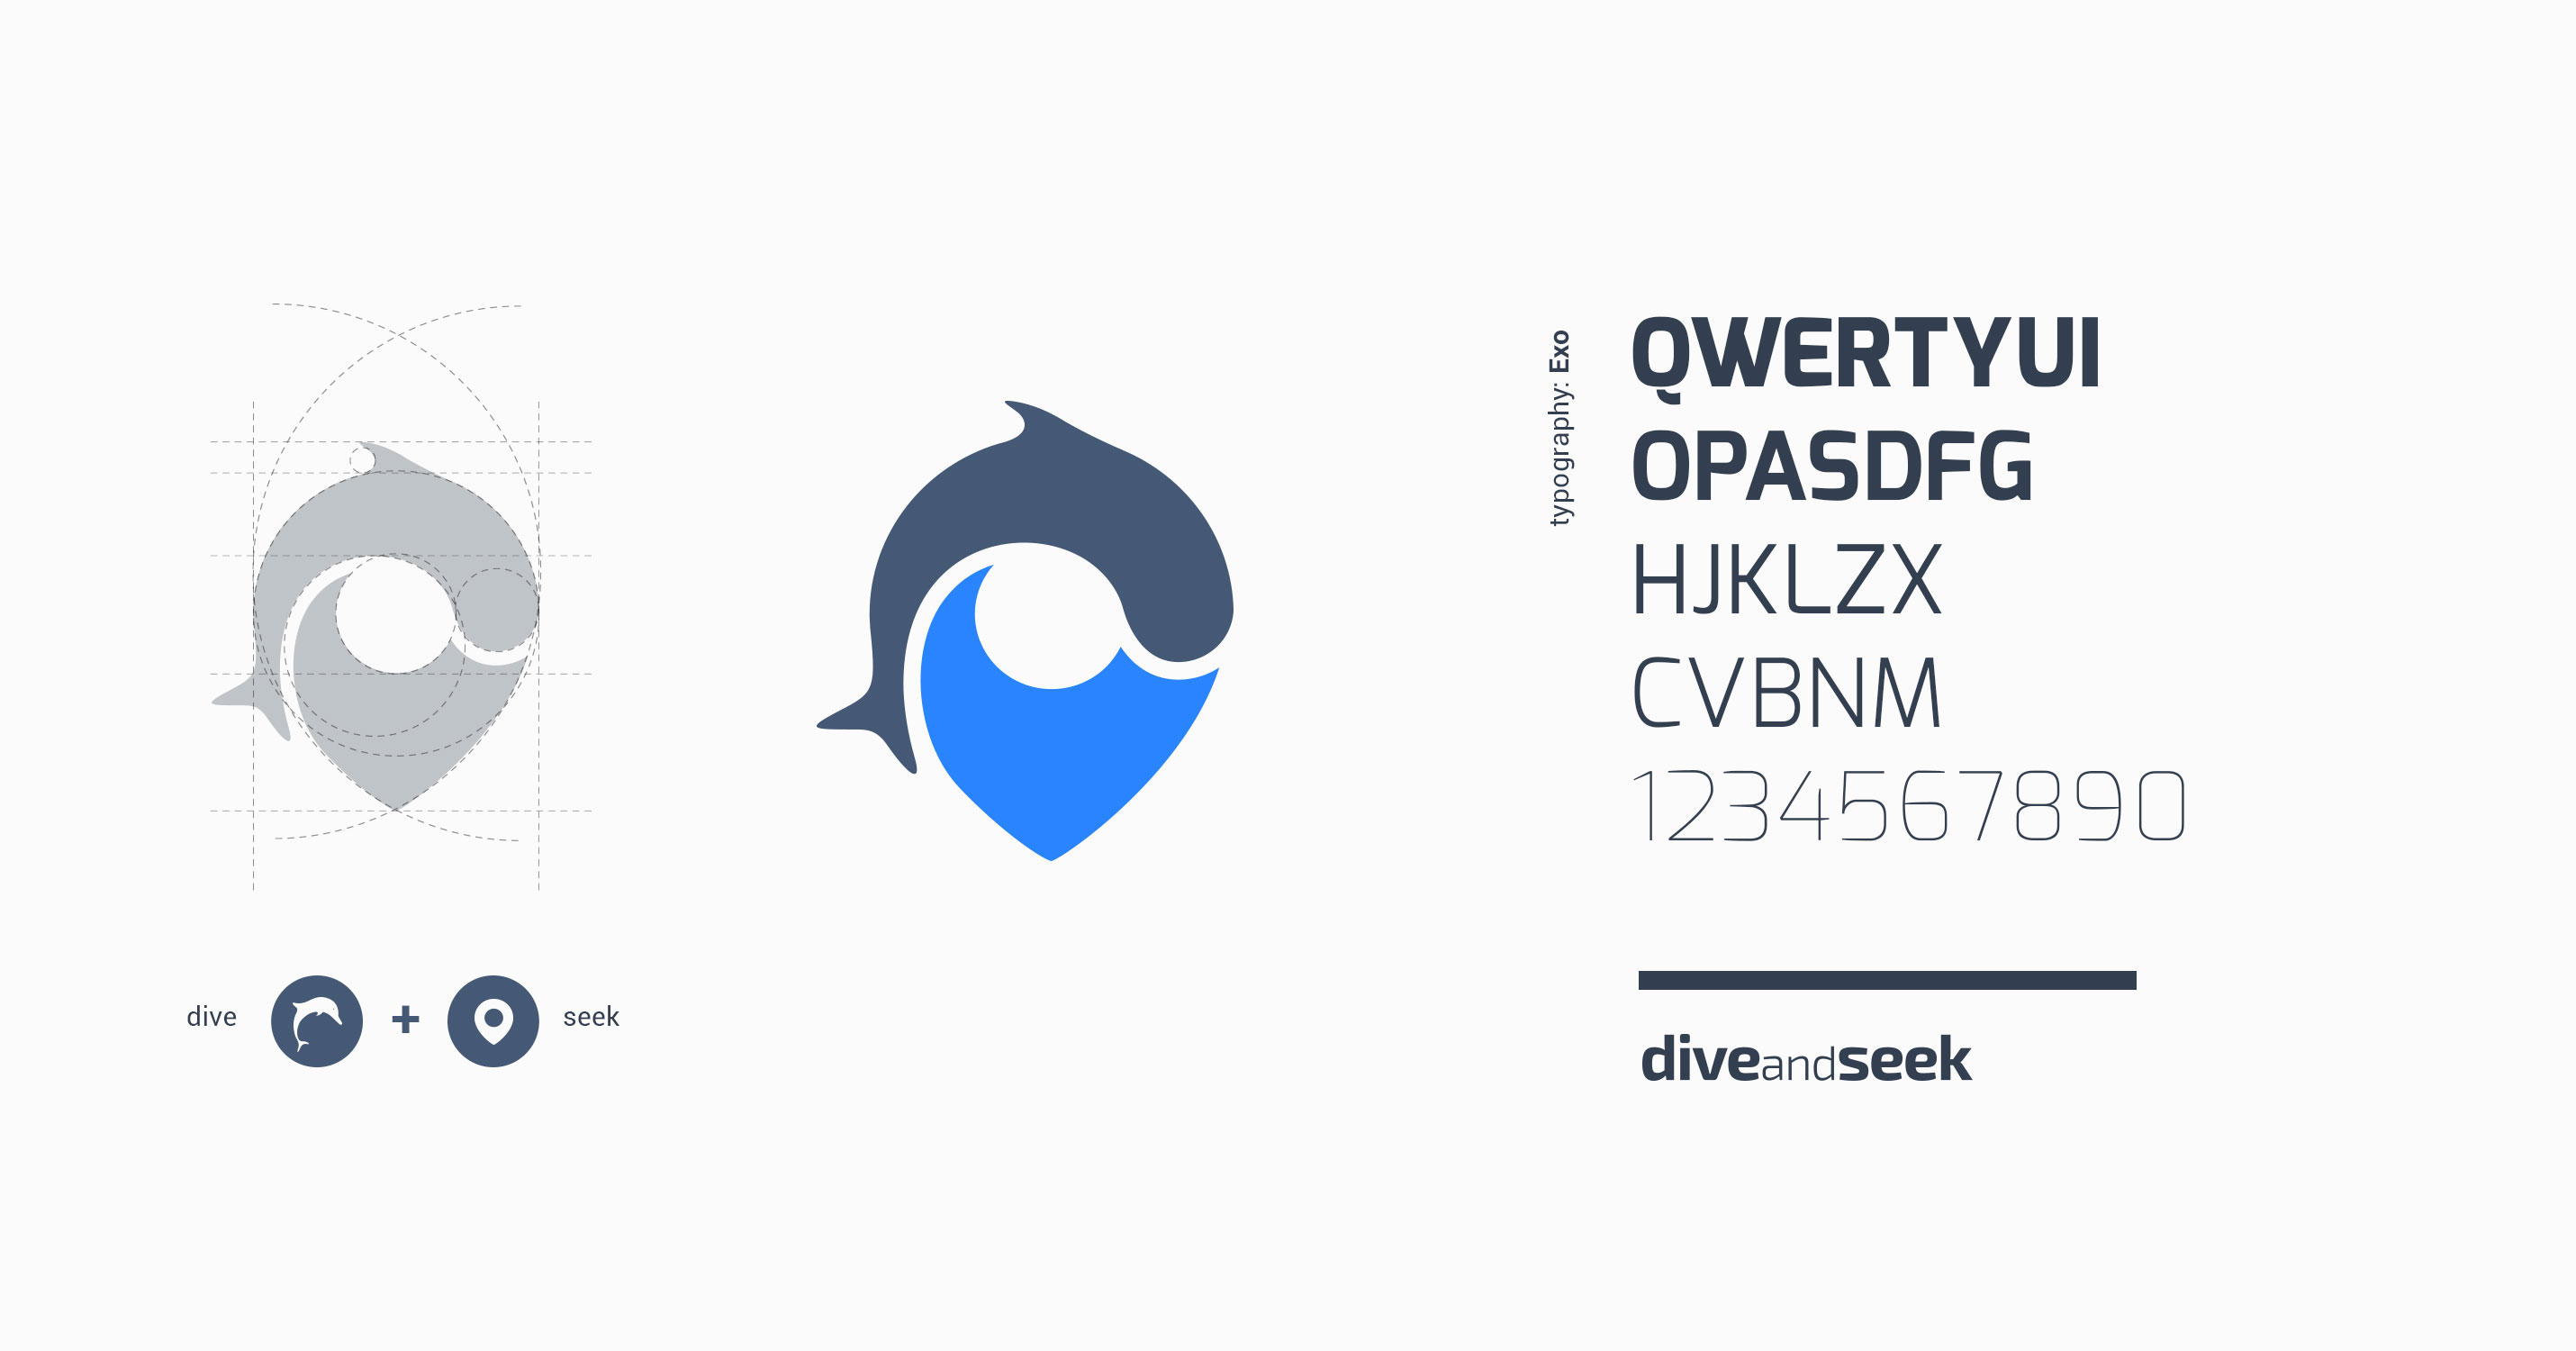 dive + seek
typography: Exo
QWERTYUI
OPASDFG
HJKLZX
CVBNM
1234567890
diveandseek